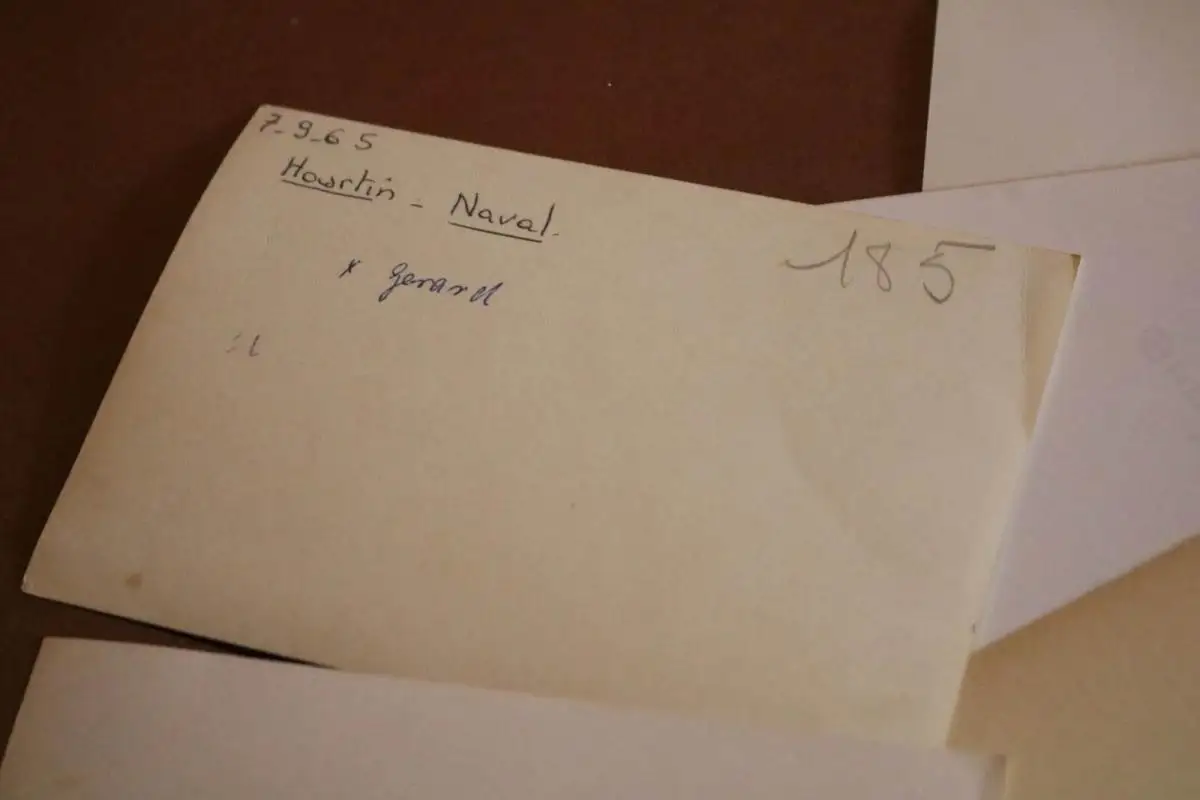 7-9-65
Hourtin - Naval.
185
x Gerard